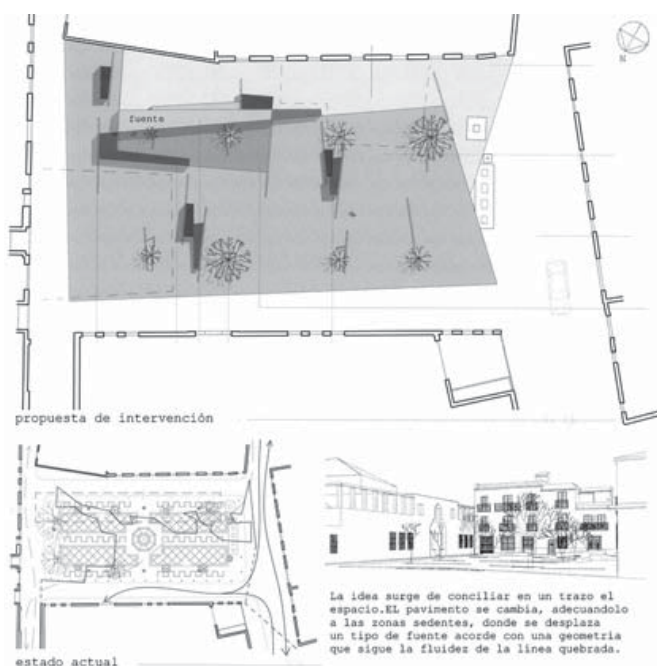 N
fuente
propuesta de intervención
La idea surge de conciliar en un trazo el
espacio.EL pavimento se cambia, adecuandolo
a las zonas sedentes, donde se desplaza
un tipo de fuente acorde con una geometria
que sigue la fluidez de la linea quebrada.
estado actual